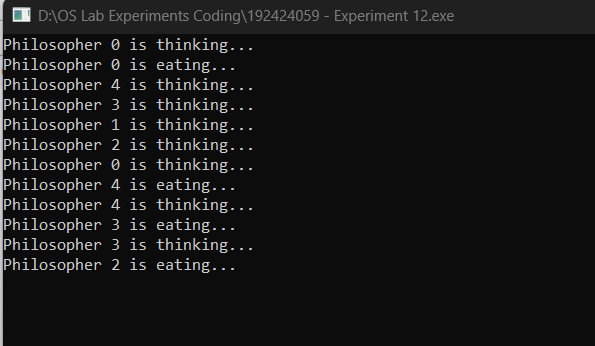 D:\OS Lab Experiments Coding\192424059 - Experiment 12.exe
Philosopher 0 is thinking...
Philosopher 0 is eating...
Philosopher 4 is thinking...
Philosopher 3 is thinking...
Philosopher 1 is thinking...
Philosopher 2 is thinking...
Philosopher 0 is thinking...
Philosopher 4 is eating...
Philosopher 4 is thinking...
Philosopher 3 is eating...
Philosopher 3 is thinking...
Philosopher 2 is eating...